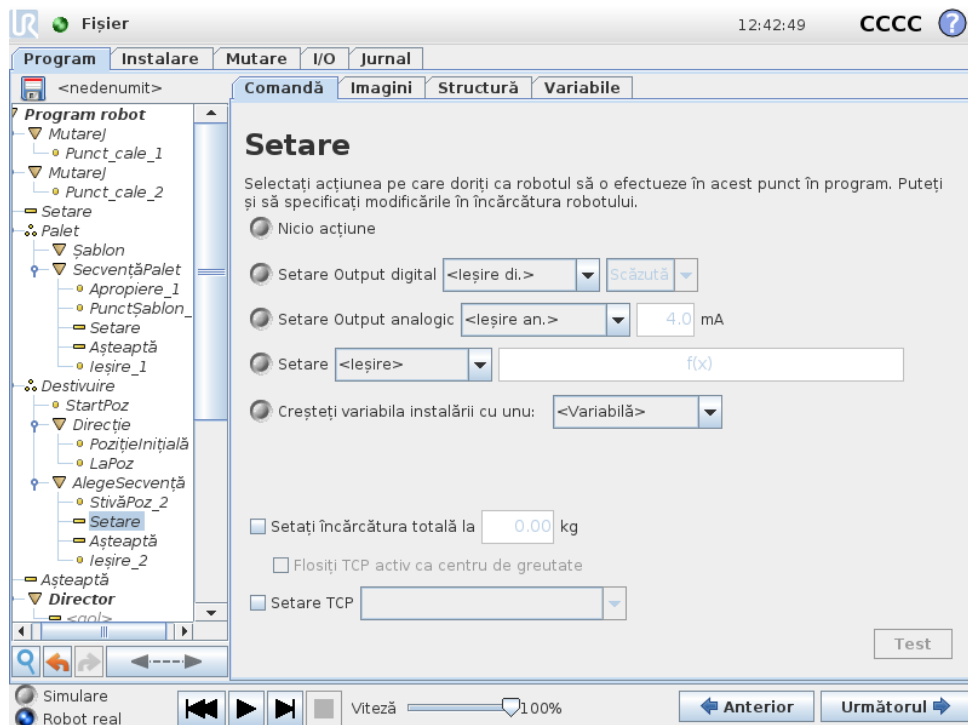 UR Fișier 12:42:49 CCCC ?
Program Instalare Mutare I/O Jurnal
<nedenumit>
Comandă Imagini Structură Variabile
Program robot
MutareJ
Punct_cale_1
MutareJ
Punct_cale_2
Setare
Palet
Șablon
SecvențăPalet
Apropiere_1
PunctȘablon_
Setare
Așteaptă
Ieșire_1
Destivuire
StartPoz
Direcție
PozițieInițială
LaPoz
AlegeSecvență
StivăPoz_2
Setare
Așteaptă
Ieșire_2
Așteaptă
Director
<gol>
Setare
Selectați acțiunea pe care doriți ca robotul să o efectueze în acest punct în program. Puteți
și să specificați modificările în încărcătura robotului.
Nicio acțiune
Setare Output digital <Ieșire di.> Scăzută
Setare Output analogic <Ieșire an.> 4.0 mA
Setare <Ieșire> f(x)
Creșteți variabila instalării cu unu: <Variabilă>
Setați încărcătura totală la 0.00 kg
Flosiți TCP activ ca centru de greutate
Setare TCP
Test
Simulare
Robot real
Viteză 100%
Anterior Următorul